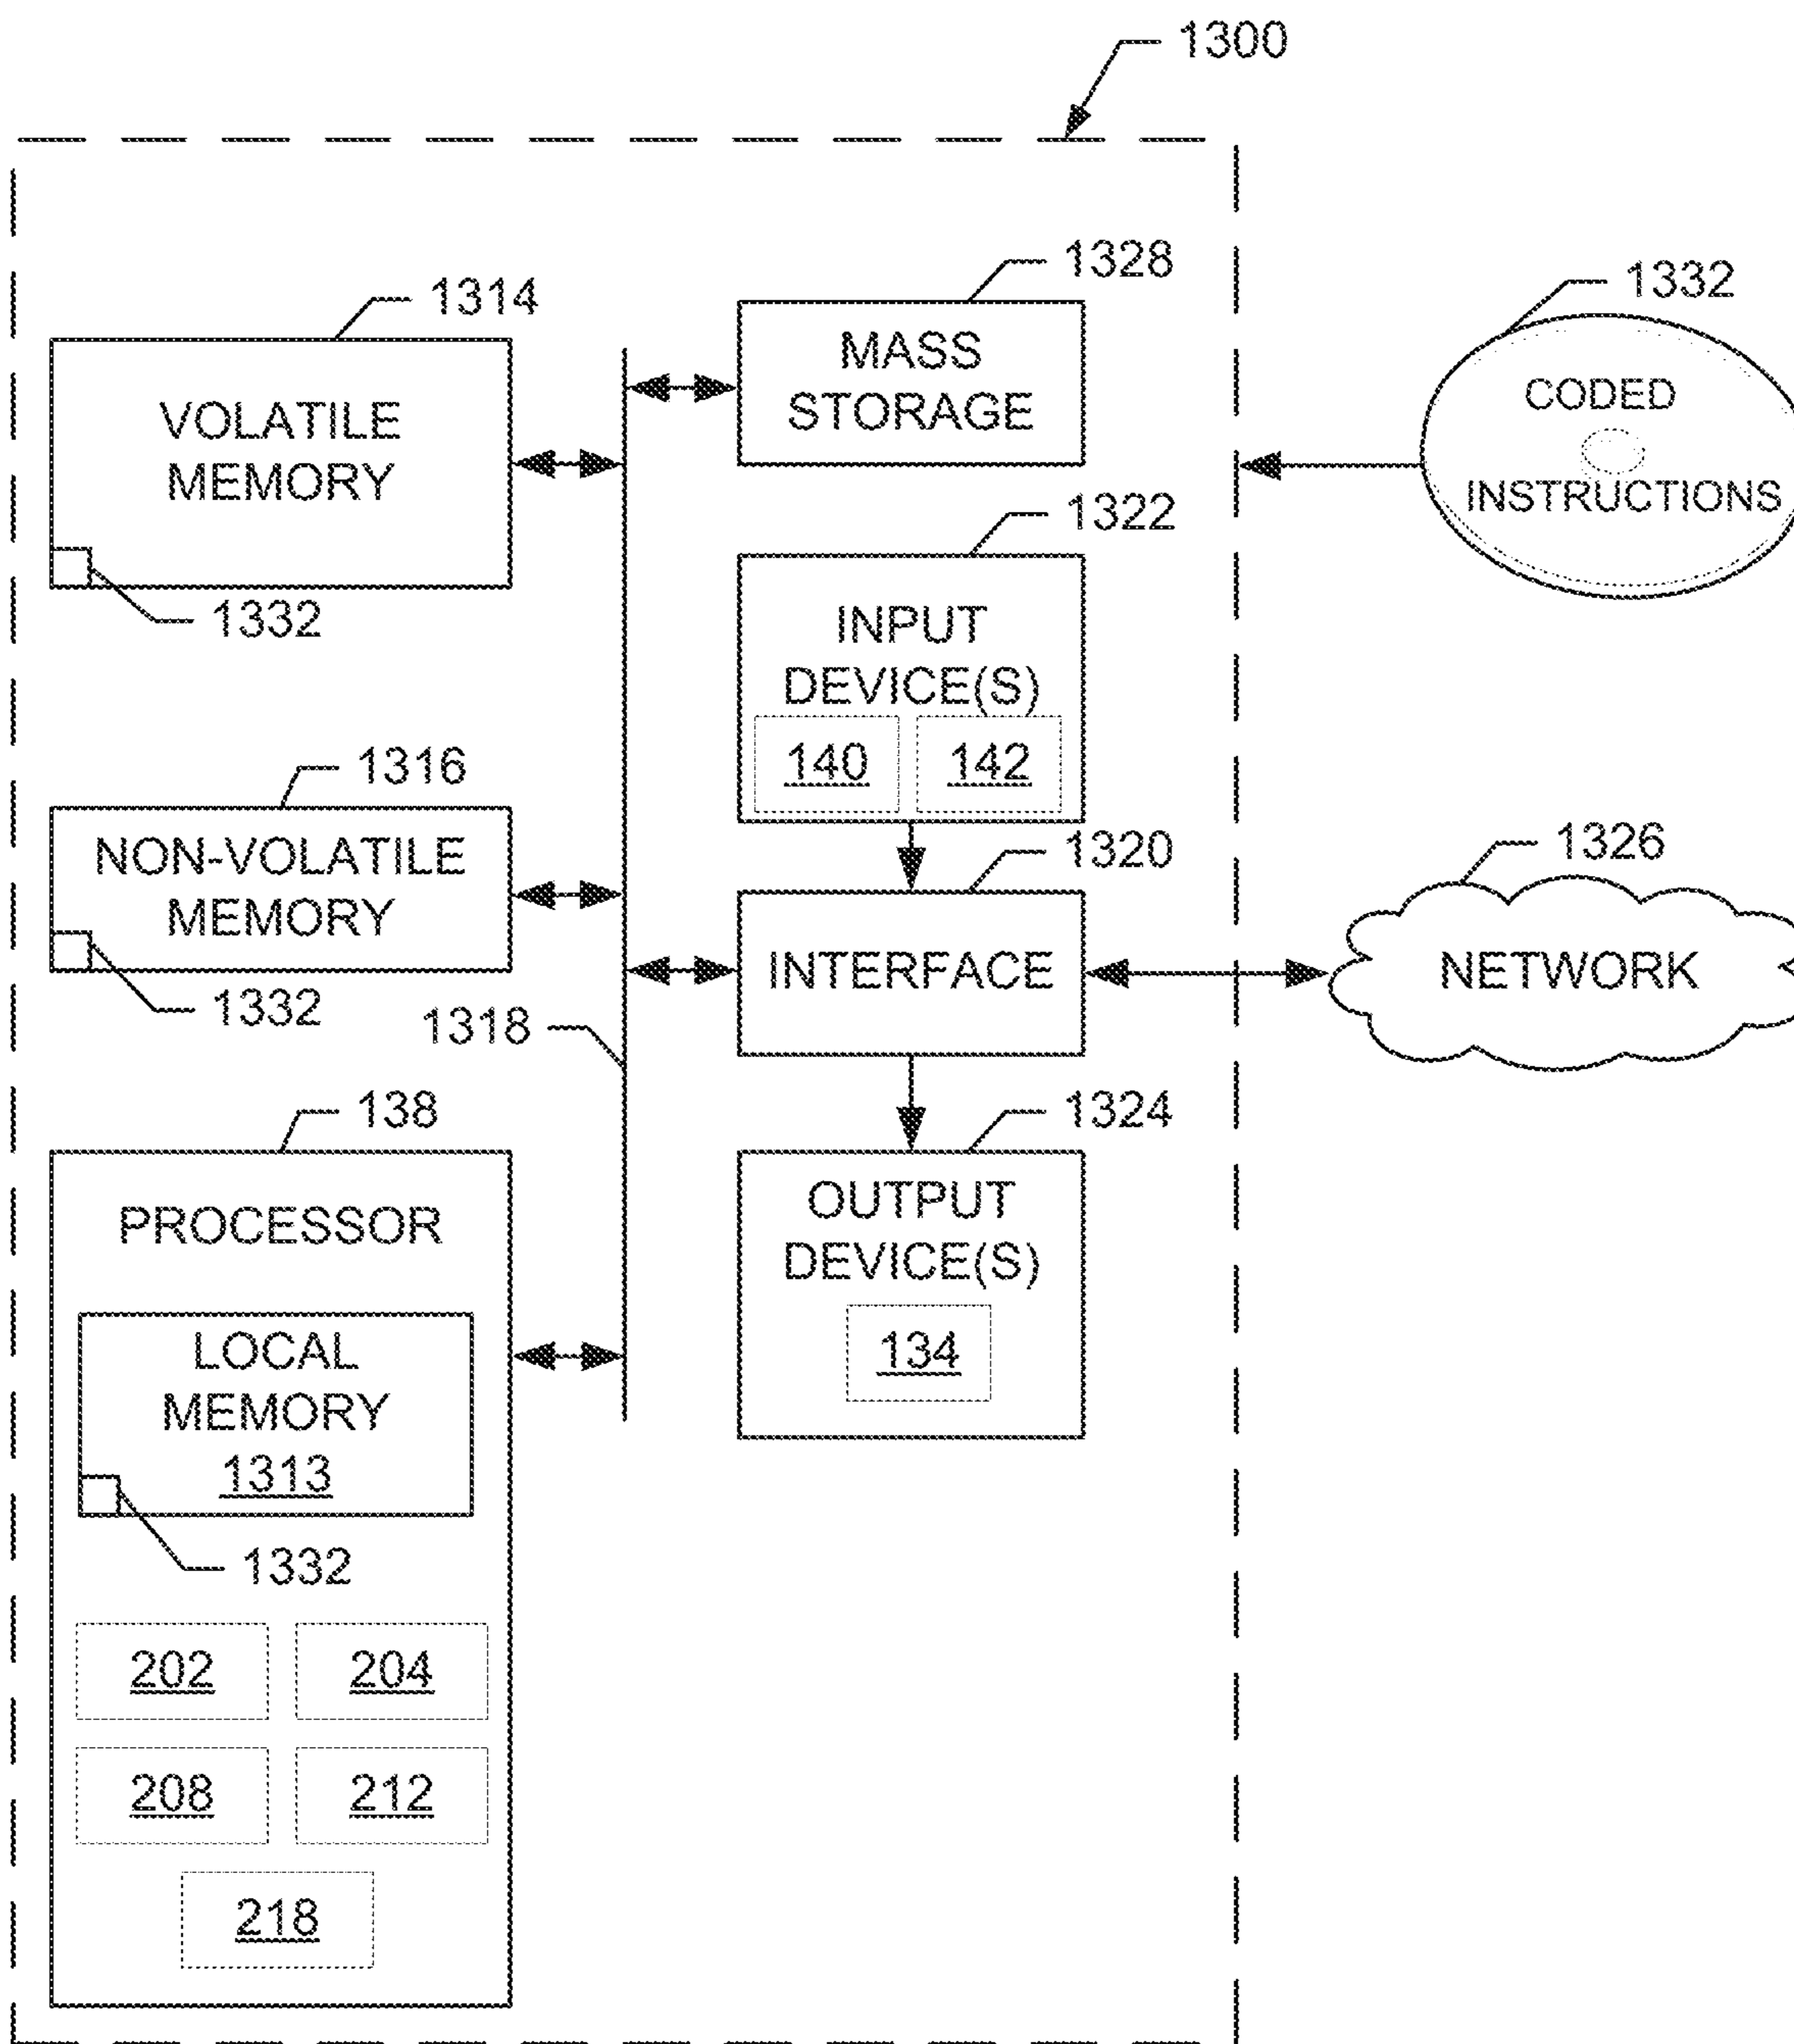 1300
1328
MASS
STORAGE
1314
VOLATILE
MEMORY
1332
1332
CODED
INSTRUCTIONS
1322
INPUT
DEVICE(S)
140 142
1316
NON-VOLATILE
MEMORY
1332
1318
1320
INTERFACE
1326
NETWORK
138
PROCESSOR
LOCAL
MEMORY
1313
1332
1324
OUTPUT
DEVICE(S)
134
202 204
208 212
218